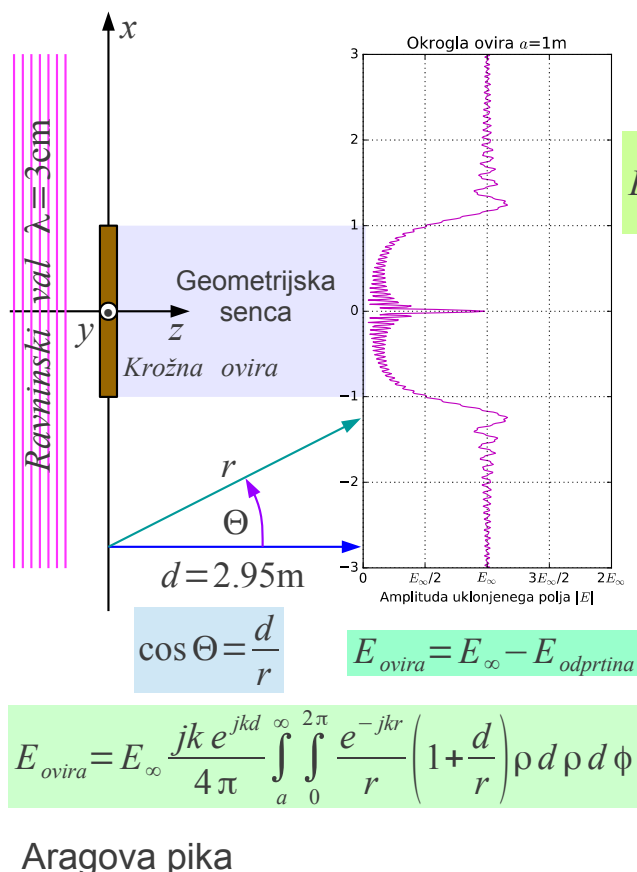 x
Ravninski val λ=3cm
y
z
Krožna ovira
Geometrijska
senca
r
Θ
d=2.95m
cos Θ = d/r
Okrogla ovira a=1m
3
2
1
0
−1
−2
−3
0 E∞/2 E∞ 3E∞/2 2E∞
Amplituda uklonjenega polja |E|
E_ovira = E∞ − E_odprtina
E_ovira = E∞ (jk e^{jkd})/(4π) ∫_a^∞ ∫_0^{2π} (e^{−jkr})/r (1 + d/r) ρ d ρ d ϕ
Aragova pika